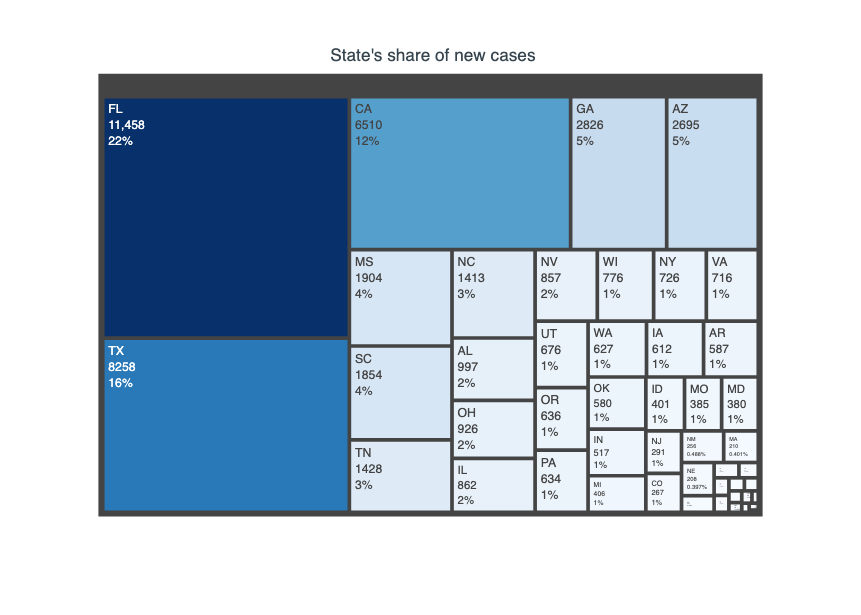 State's share of new cases
FL
11,458
22%
TX
8258
16%
CA
6510
12%
GA
2826
5%
AZ
2695
5%
MS
1904
4%
SC
1854
4%
TN
1428
3%
NC
1413
3%
AL
997
2%
OH
926
2%
IL
862
2%
NV
857
2%
WI
776
1%
NY
726
1%
VA
716
1%
UT
676
1%
OR
636
1%
PA
634
1%
WA
627
1%
IA
612
1%
AR
587
1%
OK
580
1%
IN
517
1%
MI
406
1%
ID
401
1%
MO
385
1%
MD
380
1%
NJ
291
1%
CO
267
1%
NM
256
0.488%
MA
210
0.401%
NE
208
0.397%